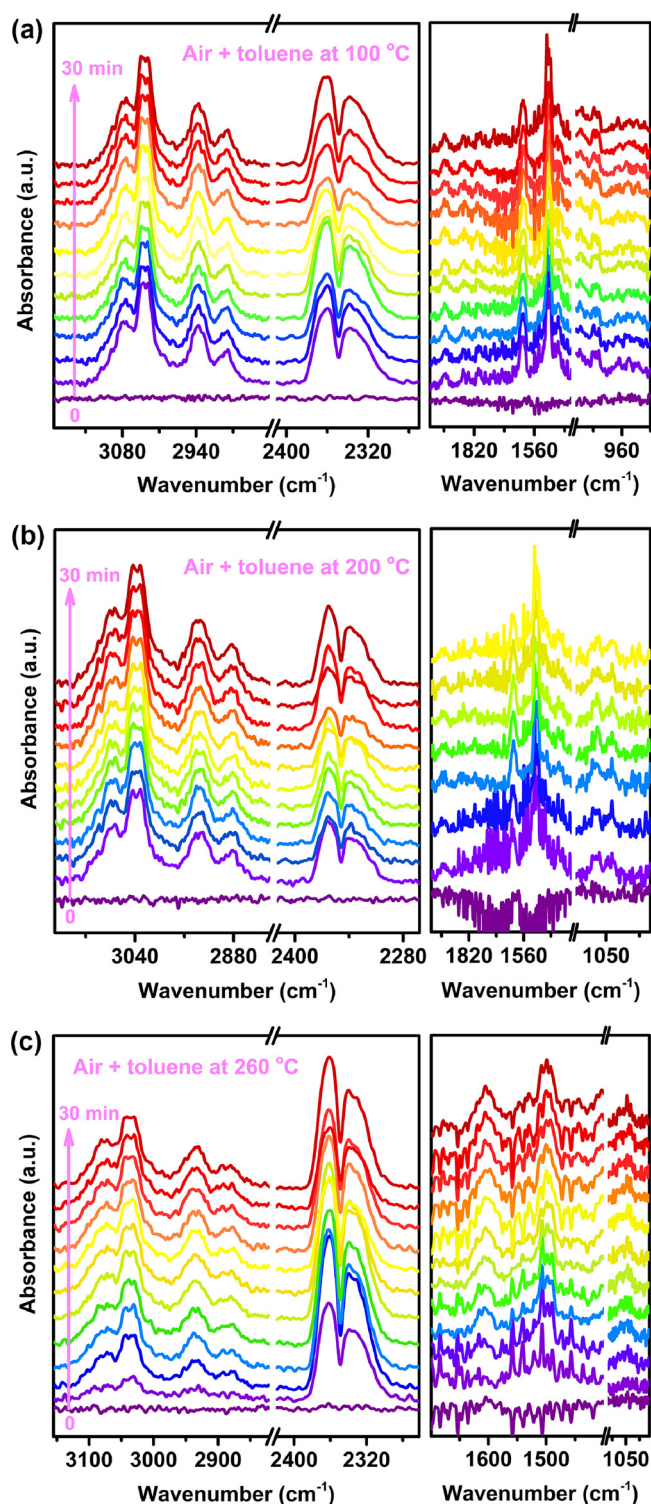 (a)
Air + toluene at 100 °C
30 min
0
Absorbance (a.u.)
3080 2940 2400 2320 1820 1560 960
Wavenumber (cm-1) Wavenumber (cm-1)
(b)
Air + toluene at 200 °C
30 min
0
Absorbance (a.u.)
3040 2880 2400 2280 1820 1560 1050
Wavenumber (cm-1) Wavenumber (cm-1)
(c)
Air + toluene at 260 °C
30 min
0
Absorbance (a.u.)
3100 3000 2900 2400 2320 1600 1500 1050
Wavenumber (cm-1) Wavenumber (cm-1)